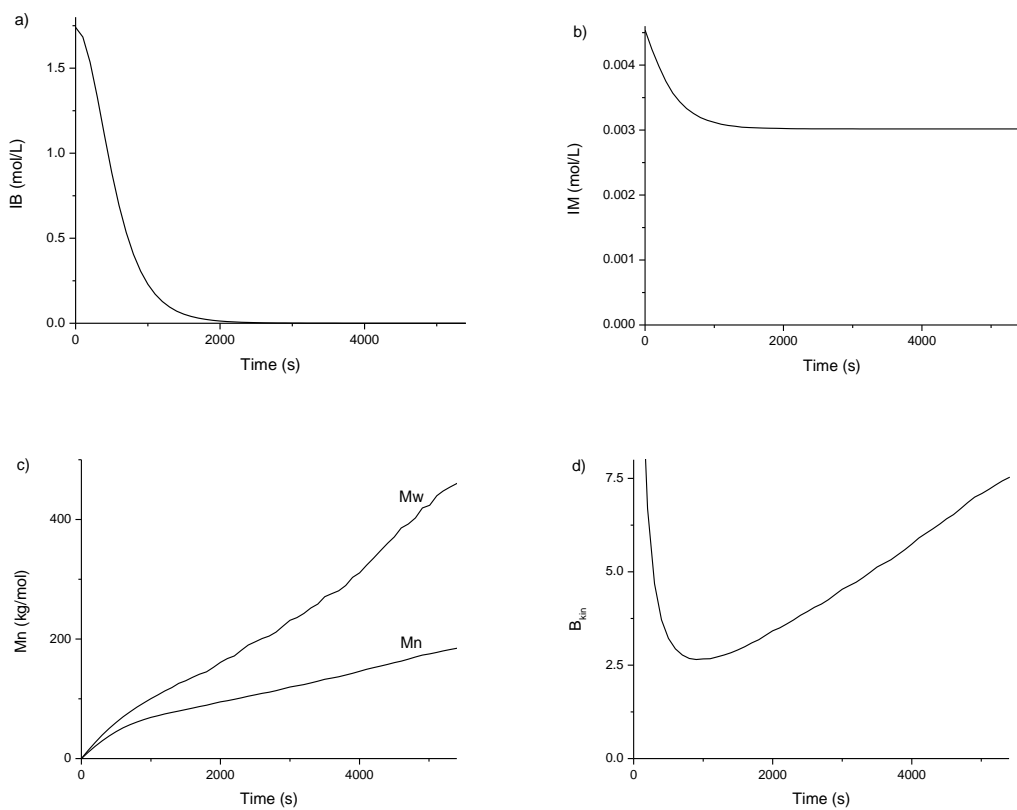 a)
1.5
1.0
0.5
0.0
IB (mol/L)
0 2000 4000
Time (s)
b)
0.004
0.003
0.002
0.001
0.000
IM (mol/L)
0 2000 4000
Time (s)
c)
400
200
0
Mn (kg/mol)
Mw
Mn
0 2000 4000
Time (s)
d)
7.5
5.0
2.5
0.0
B_kin
0 2000 4000
Time (s)